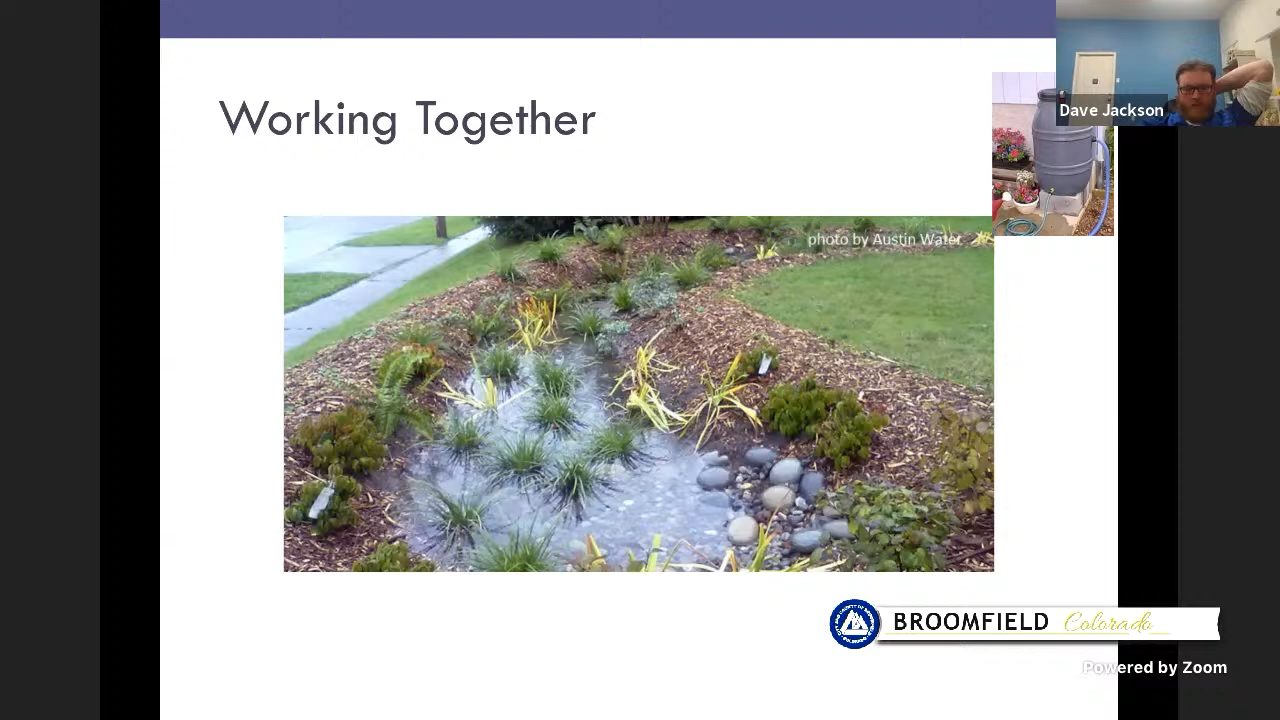 Dave Jackson
Working Together
photo by Austin Water
BROOMFIELD Colorado
Powered by Zoom